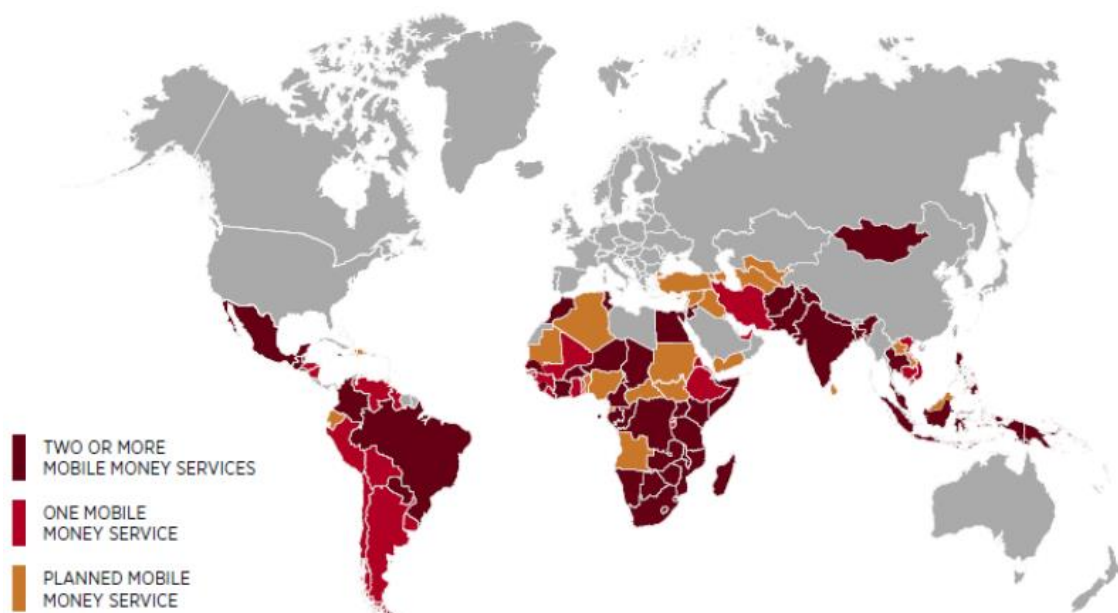 TWO OR MORE
MOBILE MONEY SERVICES
ONE MOBILE
MONEY SERVICE
PLANNED MOBILE
MONEY SERVICE